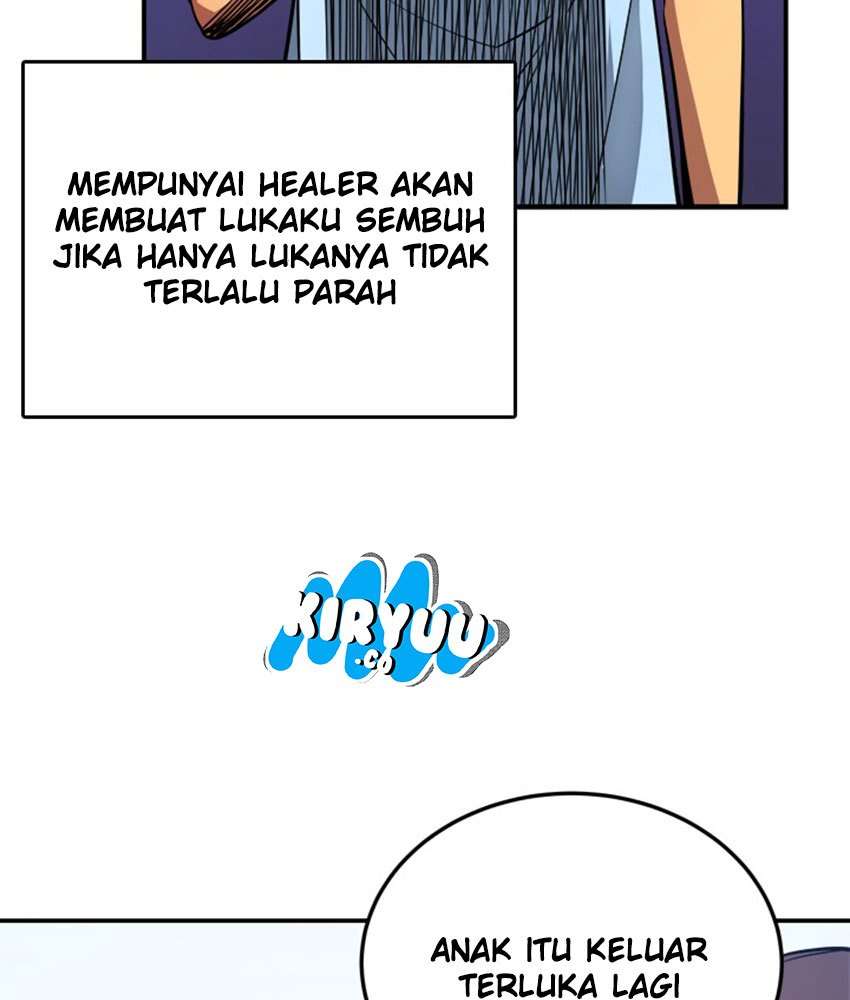 MEMPUNYAI HEALER AKAN
MEMBUAT LUKAKU SEMBUH
JIKA HANYA LUKANYA TIDAK
TERLALU PARAH
KIRYUU
.CO
ANAK ITU KELUAR
TERLUKA LAGI